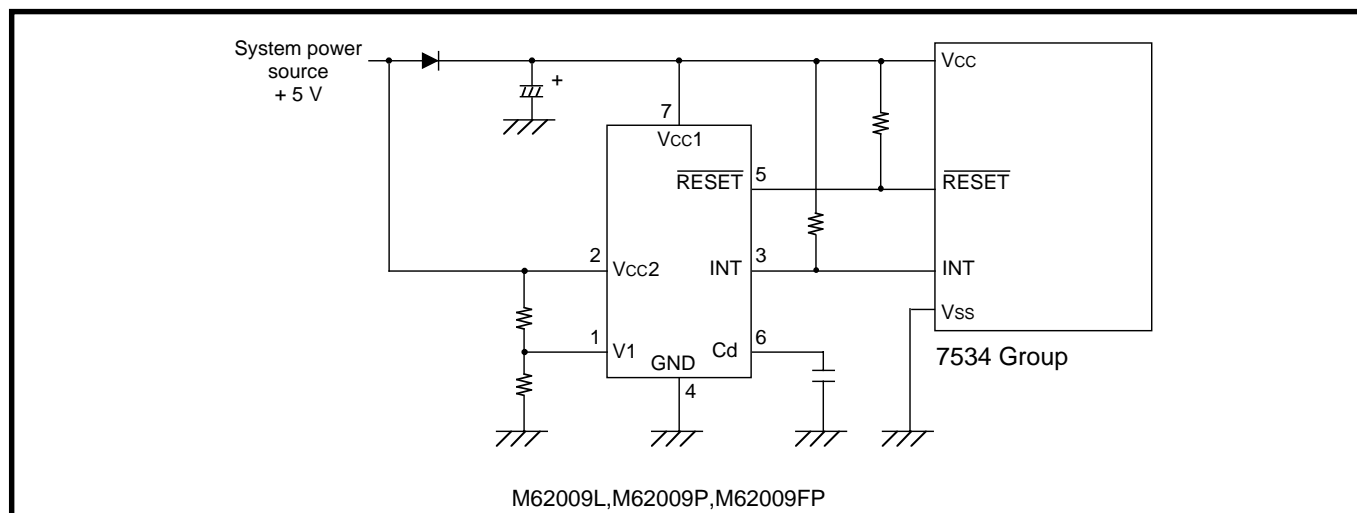 System power
source
+ 5 V
+
7
VCC1
RESET
5
2
VCC2
INT
3
1
V1
Cd
6
GND
4
VCC
RESET
INT
VSS
7534 Group
M62009L,M62009P,M62009FP